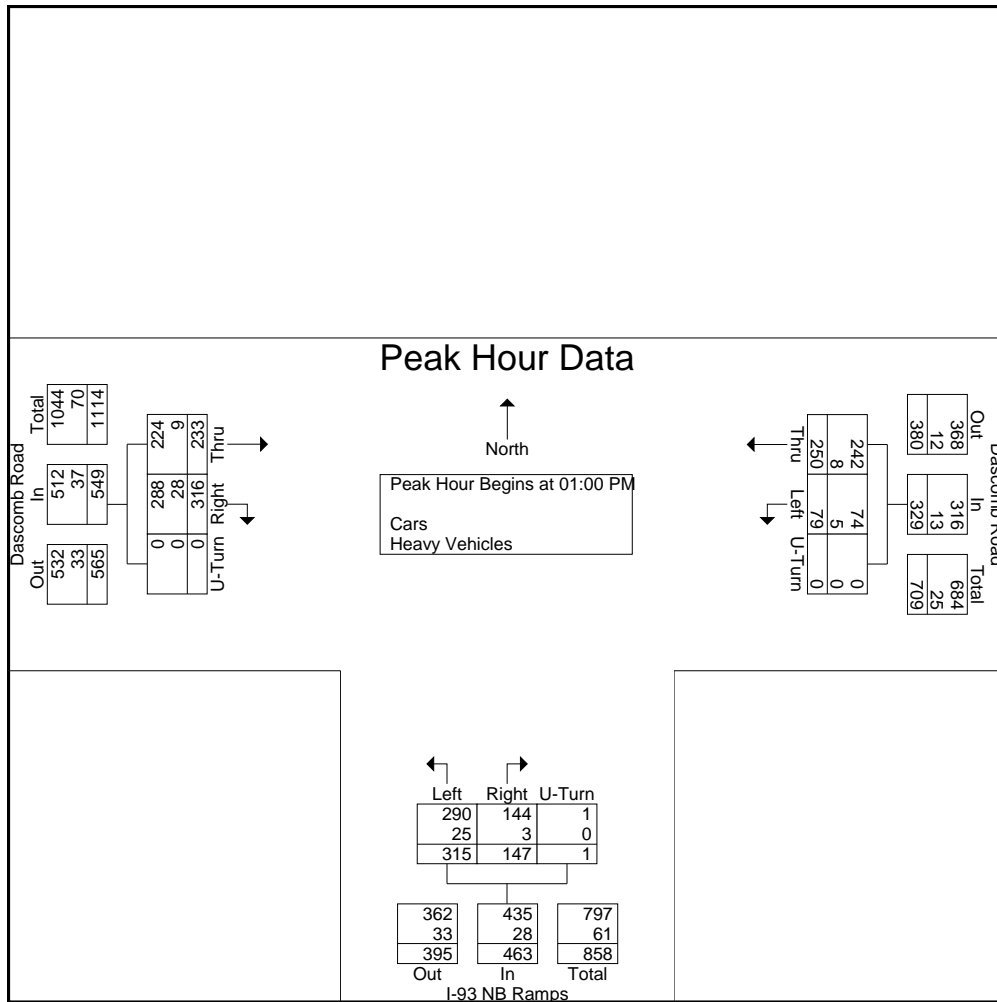 Peak Hour Data
North
Peak Hour Begins at 01:00 PM
Cars
Heavy Vehicles
Dascomb Road
Out In Total
532 512 1044
33 37 70
565 549 1114
224 288 0
9 28 0
233 316 0
Thru Right U-Turn
Dascomb Road
Out In Total
368 316 684
12 13 25
380 329 709
242 74 0
8 5 0
250 79 0
Thru Left U-Turn
Left Right U-Turn
290 144 1
25 3 0
315 147 1
362 435 797
33 28 61
395 463 858
Out In Total
I-93 NB Ramps